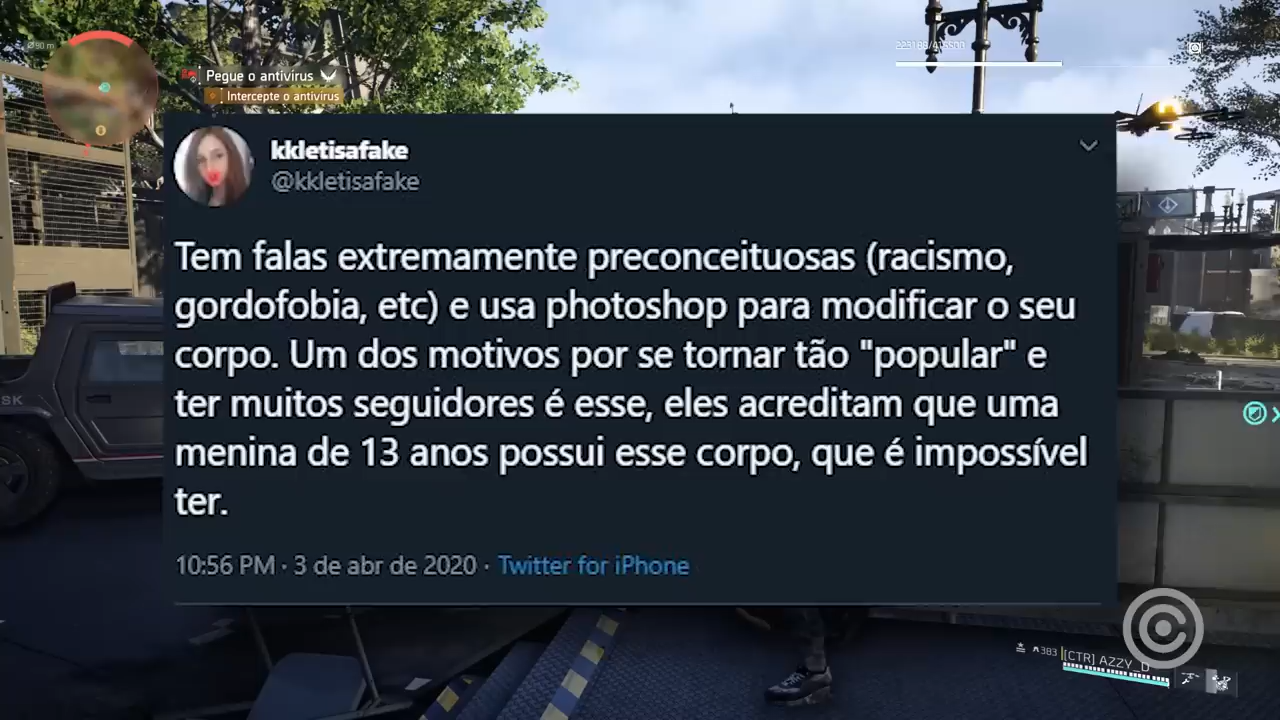 Pegue o antivírus
Intercepte o antivírus
kkletisafake
@kkletisafake
Tem falas extremamente preconceituosas (racismo,
gordofobia, etc) e usa photoshop para modificar o seu
corpo. Um dos motivos por se tornar tão "popular" e
ter muitos seguidores é esse, eles acreditam que uma
menina de 13 anos possui esse corpo, que é impossível
ter.
10:56 PM · 3 de abr de 2020 · Twitter for iPhone
SK
383
[CTR] AZZY_D